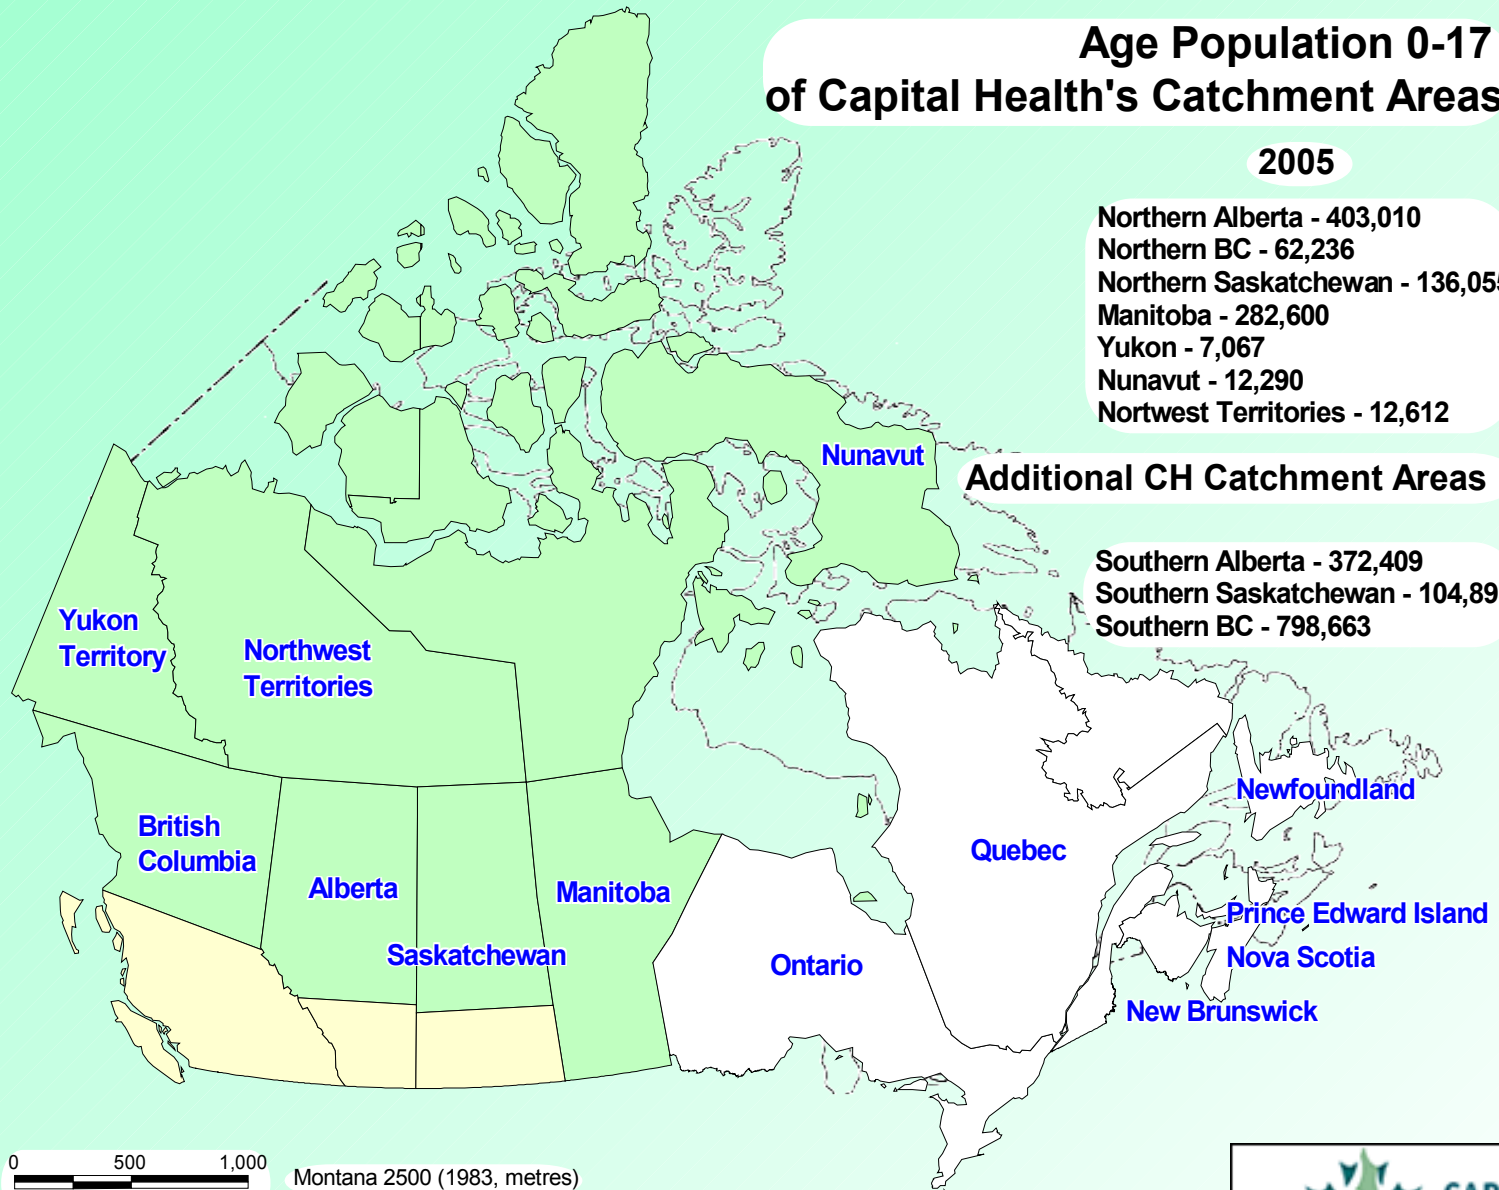 Age Population 0-17
of Capital Health's Catchment Areas
2005
Northern Alberta - 403,010
Northern BC - 62,236
Northern Saskatchewan - 136,055
Manitoba - 282,600
Yukon - 7,067
Nunavut - 12,290
Nortwest Territories - 12,612
Nunavut
Additional CH Catchment Areas
Southern Alberta - 372,409
Southern Saskatchewan - 104,89
Southern BC - 798,663
Yukon
Territory
Northwest
Territories
British
Columbia
Alberta
Saskatchewan
Manitoba
Ontario
Quebec
Newfoundland
Prince Edward Island
Nova Scotia
New Brunswick
0 500 1,000
Montana 2500 (1983, metres)